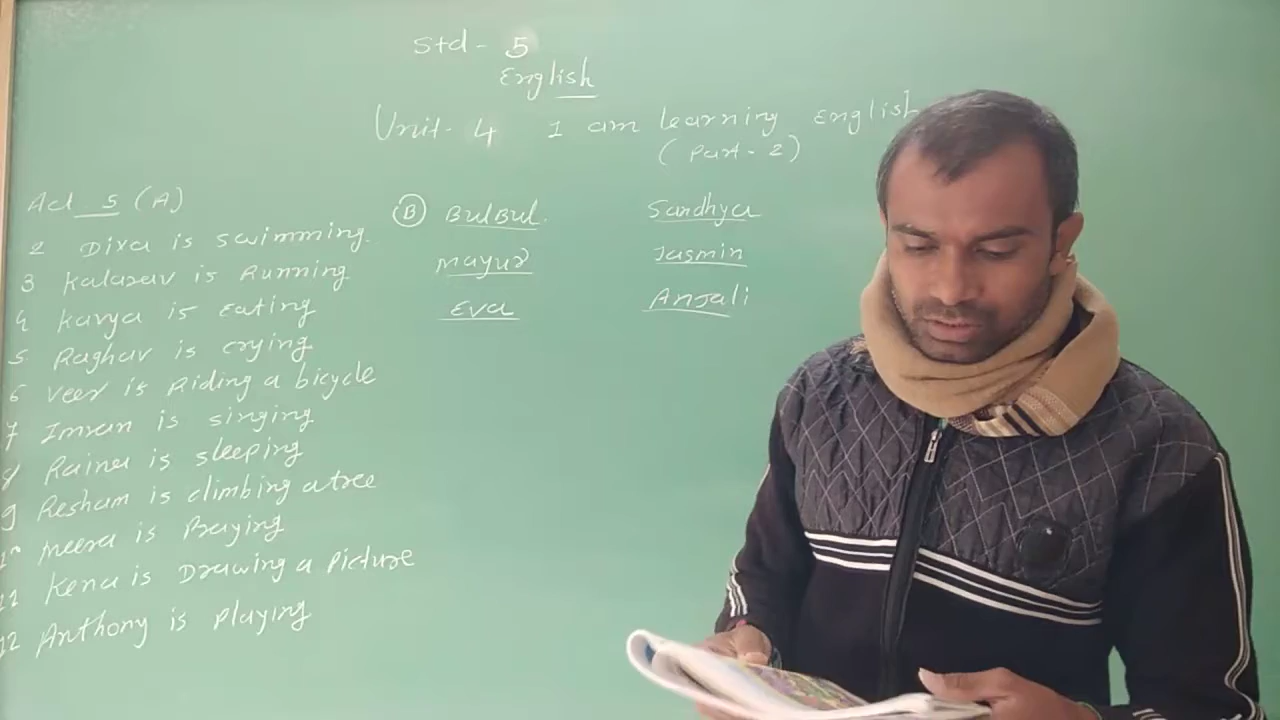 Std - 5
English
Unit - 4 I am learning English
(Part - 2)
Act 5 (A)
2 Diva is swimming.
3 Kalarav is Running
4 Kavya is eating
5 Raghav is crying
6 Veer is Riding a bicycle
7 Imran is singing
8 Raina is sleeping
9 Resham is climbing a tree
10 Meera is Praying
11 Kena is Drawing a Picture
12 Anthony is playing
(B) BulBul. Sandhya
Mayur Jasmin
Eva Anjali